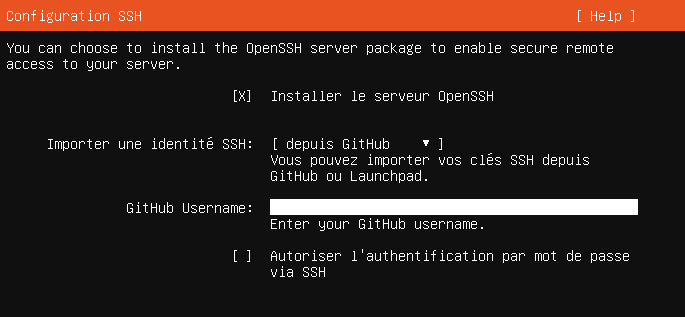 Configuration SSH [ Help ]
You can choose to install the OpenSSH server package to enable secure remote
access to your server.
[X] Installer le serveur OpenSSH
Importer une identité SSH: [ depuis GitHub ▾ ]
Vous pouvez importer vos clés SSH depuis
GitHub ou Launchpad.
GitHub Username:
Enter your GitHub username.
[ ] Autoriser l'authentification par mot de passe
via SSH